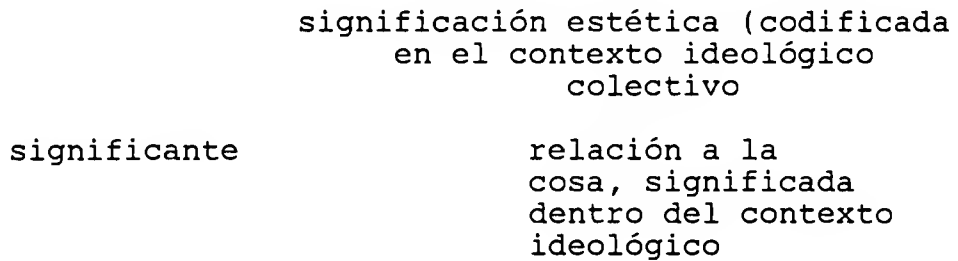 significación estética (codificada
en el contexto ideológico
colectivo
significante
relación a la
cosa, significada
dentro del contexto
ideológico